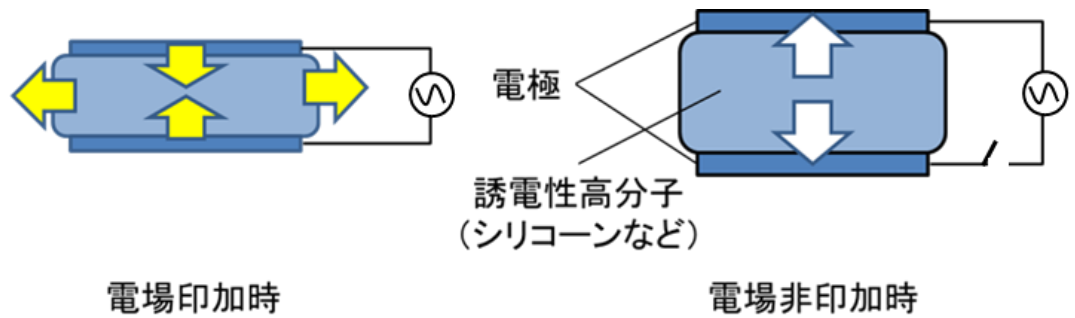 電極
誘電性高分子
（シリコーンなど）
電場印加時
電場非印加時